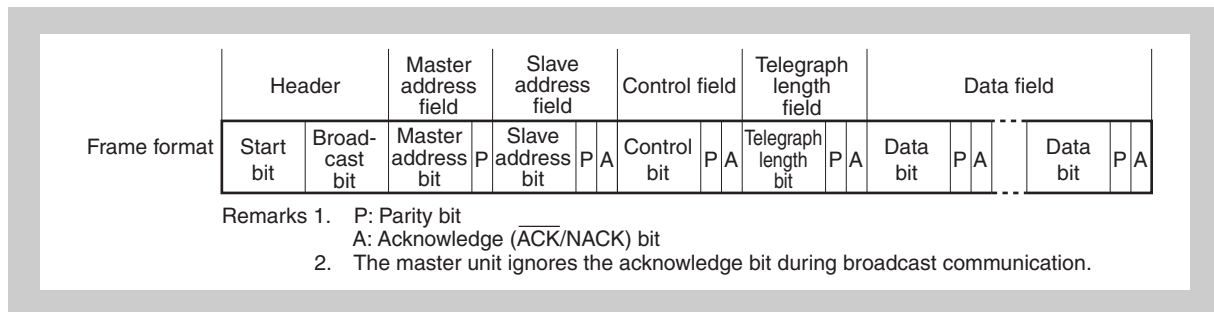 Header
Master address field
Slave address field
Control field
Telegraph length field
Data field
Frame format
Start bit
Broad-cast bit
Master address bit
P
Slave address bit
P
A
Control bit
P
A
Telegraph length bit
P
A
Data bit
P
A
Data bit
P
A
Remarks 1. P: Parity bit
A: Acknowledge (A̅C̅K̅/NACK) bit
2. The master unit ignores the acknowledge bit during broadcast communication.